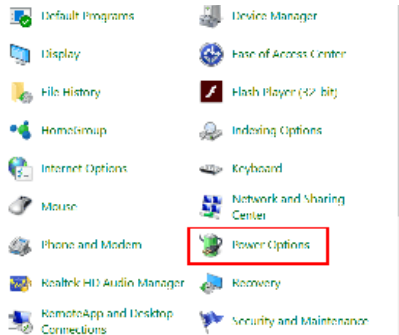 Default Programs
Device Manager
Display
Ease of Access Center
File History
Flash Player (32-bit)
HomeGroup
Indexing Options
Internet Options
Keyboard
Mouse
Network and Sharing
Center
Phone and Modem
Power Options
Realtek HD Audio Manager
Recovery
RemoteApp and Desktop
Connections
Security and Maintenance